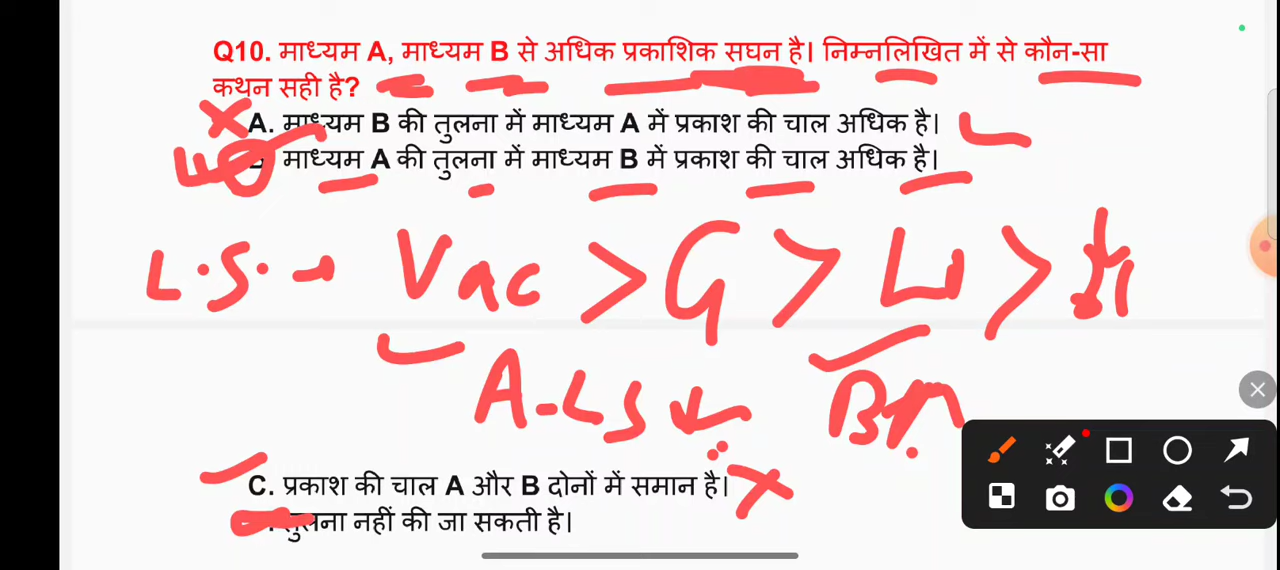 Q10. माध्यम A, माध्यम B से अधिक प्रकाशिक सघन है। निम्नलिखित में से कौन-सा
कथन सही है?
A. माध्यम B की तुलना में माध्यम A में प्रकाश की चाल अधिक है।
माध्यम A की तुलना में माध्यम B में प्रकाश की चाल अधिक है।
L.S. → Vac > G > Li >
A - LS ↓ B
C. प्रकाश की चाल A और B दोनों में समान है।
तुलना नहीं की जा सकती है।